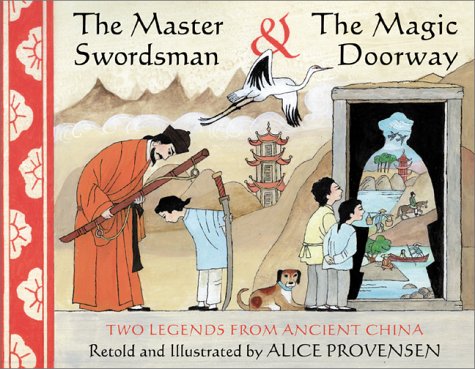 The Master
Swordsman
&
The Magic
Doorway
TWO LEGENDS FROM ANCIENT CHINA
Retold and Illustrated by ALICE PROVENSEN